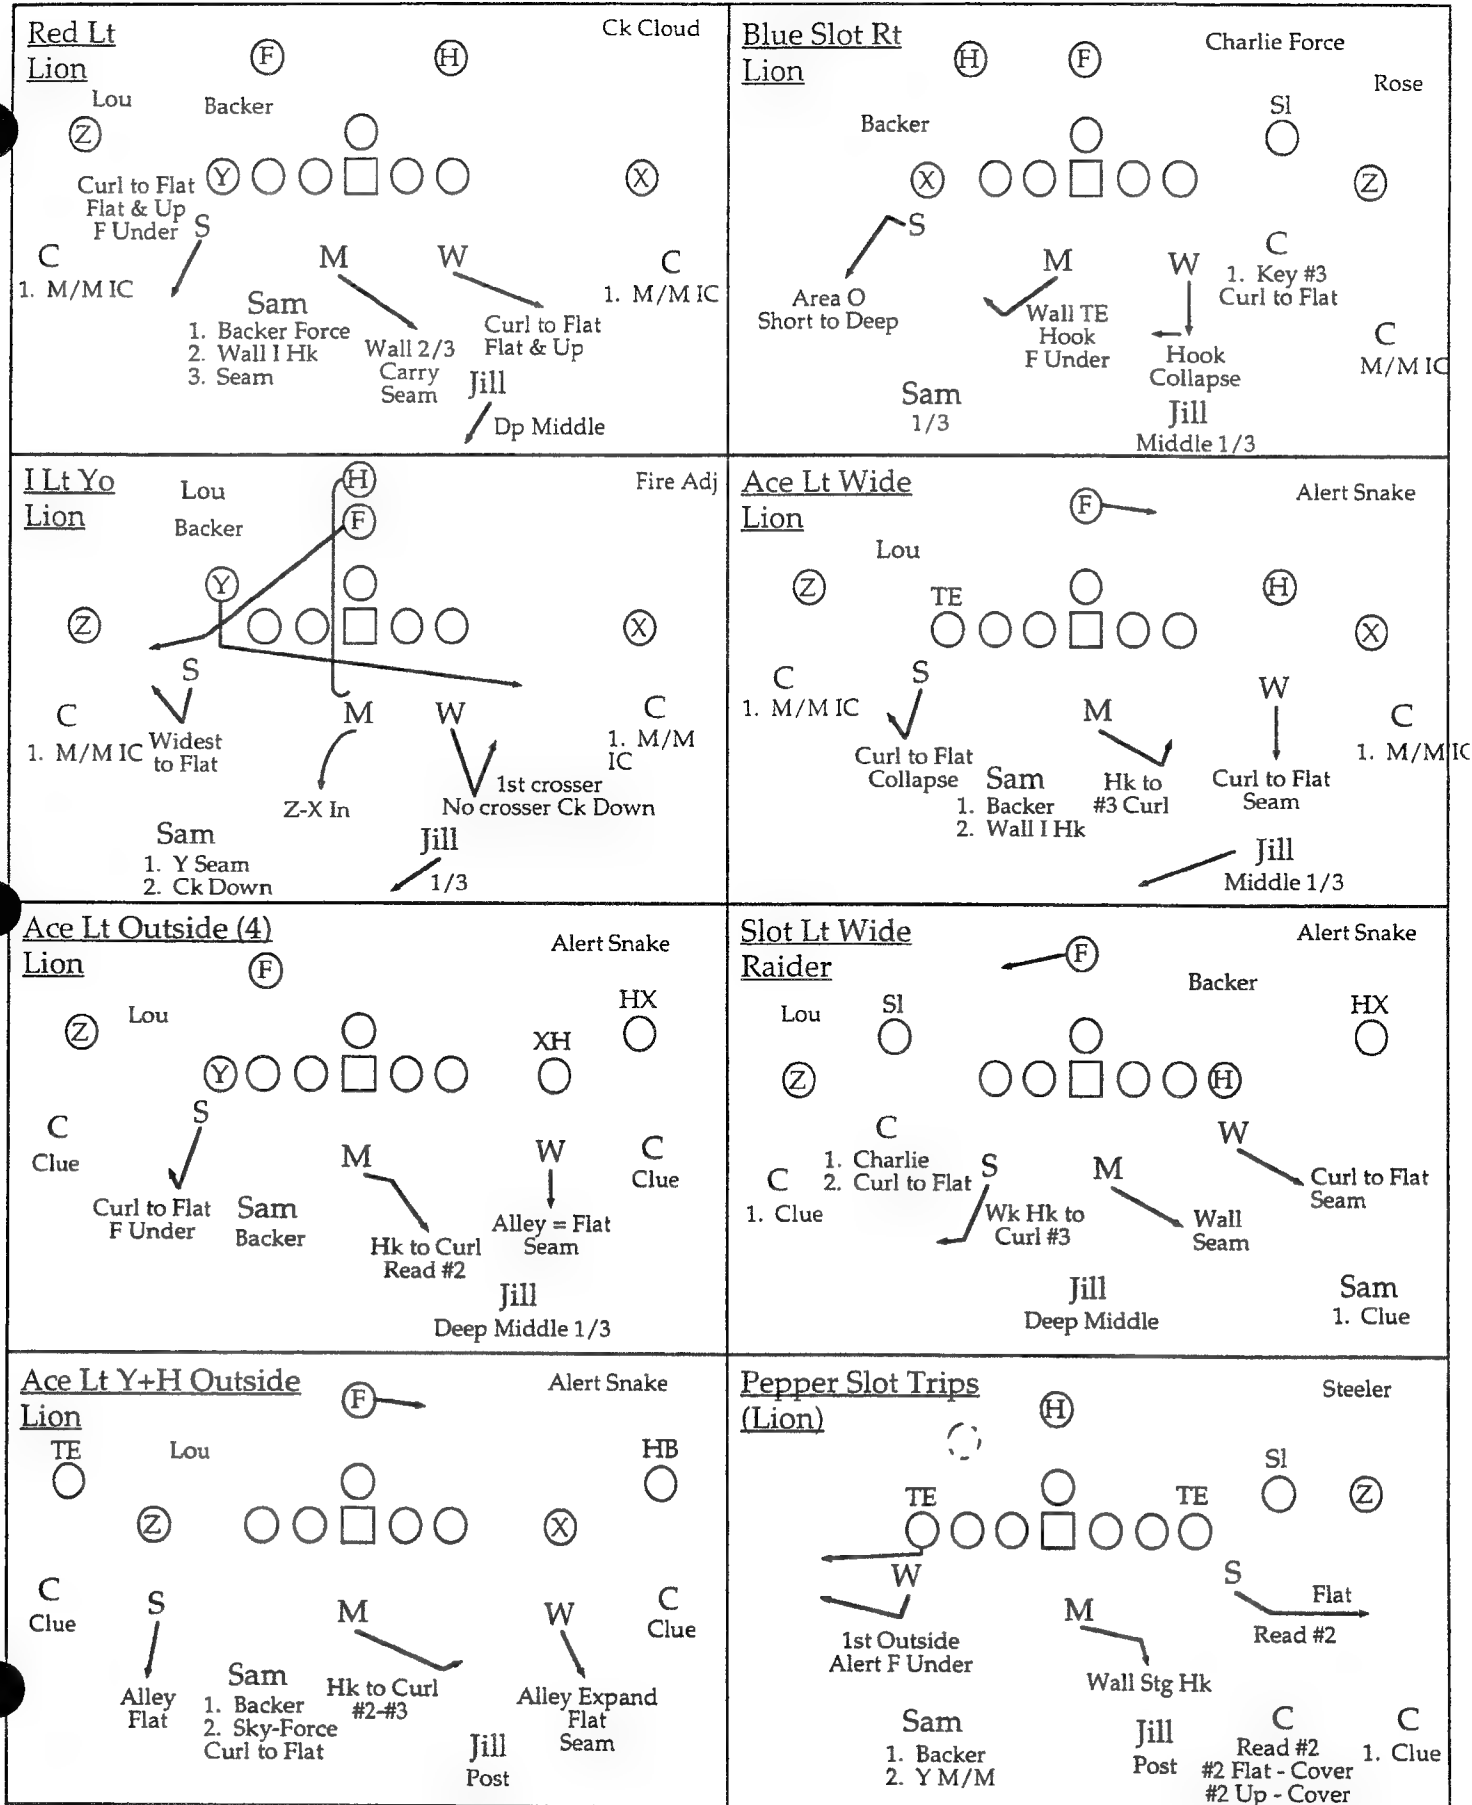 Red Lt
Lion
Ck Cloud
F
H
Lou
Backer
Z
Y
X
Curl to Flat
Flat & Up
F Under
S
C
1. M/M IC
M
W
C
1. M/M IC
Sam
1. Backer Force
2. Wall I Hk
3. Seam
Wall 2/3
Carry
Seam
Curl to Flat
Flat & Up
Jill
Dp Middle
Blue Slot Rt
Lion
Charlie Force
H
F
Rose
Backer
Sl
X
Z
S
M
W
C
1. Key #3
Curl to Flat
Area O
Short to Deep
Wall TE
Hook
F Under
Hook
Collapse
C
M/M IC
Sam
1/3
Jill
Middle 1/3
I Lt Yo
Lion
Lou
Backer
H
F
Fire Adj
Y
Z
X
S
C
1. M/M IC
Widest
to Flat
M
W
C
1. M/M
IC
Z-X In
1st crosser
No crosser Ck Down
Sam
1. Y Seam
2. Ck Down
Jill
1/3
Ace Lt Wide
Lion
F
Alert Snake
Lou
Z
TE
H
X
C
1. M/M IC
S
M
W
C
1. M/M IC
Curl to Flat
Collapse
Sam
1. Backer
2. Wall I Hk
Hk to
#3 Curl
Curl to Flat
Seam
Jill
Middle 1/3
Ace Lt Outside (4)
Lion
F
Alert Snake
Z
Lou
HX
XH
Y
S
C
Clue
M
W
C
Clue
Curl to Flat
F Under
Sam
Backer
Hk to Curl
Read #2
Alley = Flat
Seam
Jill
Deep Middle 1/3
Slot Lt Wide
Raider
F
Alert Snake
Backer
Lou
Sl
HX
Z
H
C
1. Charlie
2. Curl to Flat
C
1. Clue
S
M
W
Wk Hk to
Curl #3
Wall
Seam
Curl to Flat
Seam
Jill
Deep Middle
Sam
1. Clue
Ace Lt Y+H Outside
Lion
F
Alert Snake
TE
Lou
HB
Z
X
C
Clue
S
M
W
C
Clue
Alley
Flat
Sam
1. Backer
2. Sky-Force
Curl to Flat
Hk to Curl
#2-#3
Alley Expand
Flat
Seam
Jill
Post
Pepper Slot Trips
(Lion)
H
Steeler
TE
TE
Sl
Z
W
M
S
Flat
Read #2
1st Outside
Alert F Under
Wall Stg Hk
Sam
1. Backer
2. Y M/M
Jill
Post
C
Read #2
#2 Flat - Cover
#2 Up - Cover
C
1. Clue